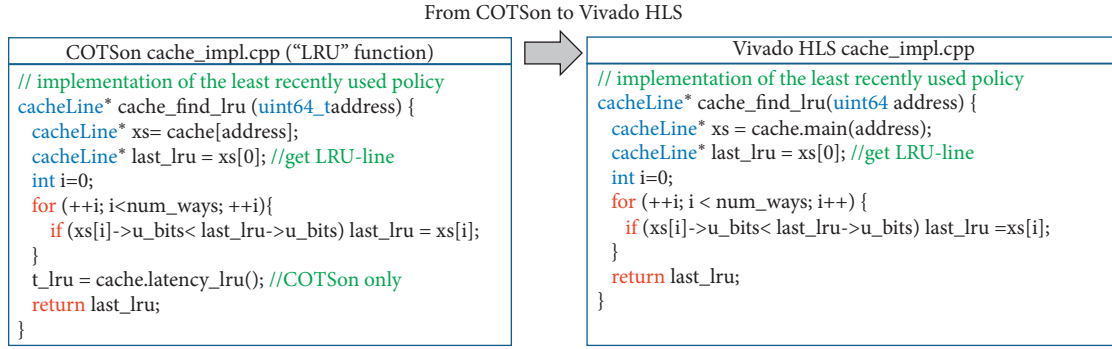 From COTSon to Vivado HLS
COTSon cache_impl.cpp (“LRU” function)
// implementation of the least recently used policy
cacheLine* cache_find_lru (uint64_taddress) {
cacheLine* xs= cache[address];
cacheLine* last_lru = xs[0]; //get LRU-line
int i=0;
for (++i; i<num_ways; ++i){
if (xs[i]->u_bits< last_lru->u_bits) last_lru = xs[i];
}
t_lru = cache.latency_lru(); //COTSon only
return last_lru;
}
Vivado HLS cache_impl.cpp
// implementation of the least recently used policy
cacheLine* cache_find_lru(uint64 address) {
cacheLine* xs = cache.main(address);
cacheLine* last_lru = xs[0]; //get LRU-line
int i=0;
for (++i; i < num_ways; i++) {
if (xs[i]->u_bits< last_lru->u_bits) last_lru =xs[i];
}
return last_lru;
}